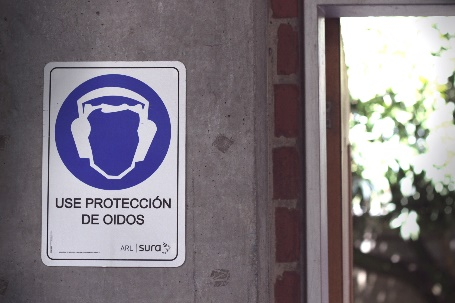 USE PROTECCIÓN
DE OIDOS
ARL | sura